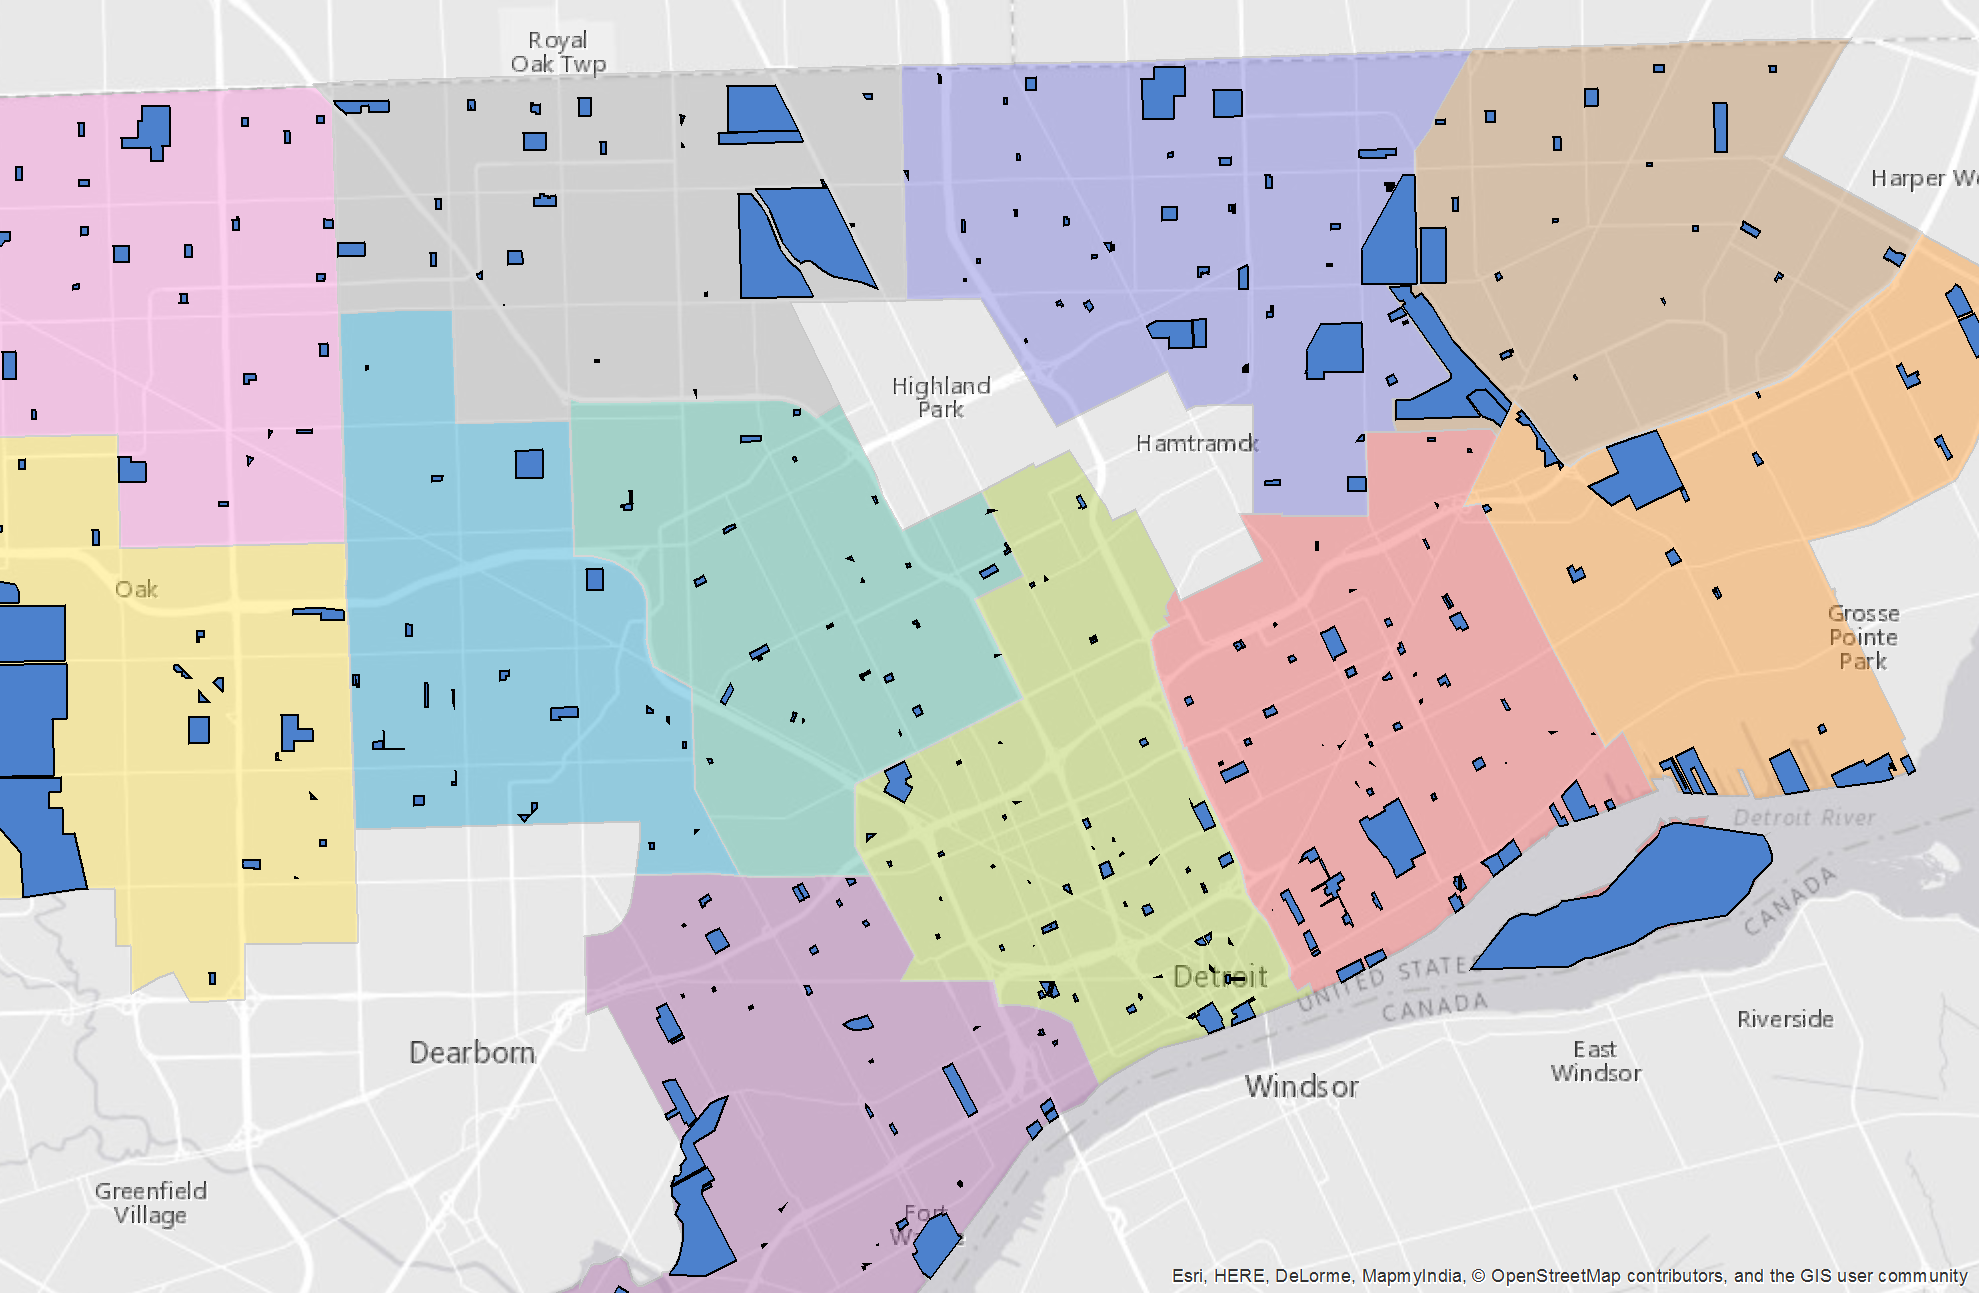 Royal
Oak Twp
Highland
Park
Hamtramck
Oak
Grosse
Pointe
Park
Detroit River
Detroit
UNITED STATES
CANADA
CANADA
Dearborn
Windsor
East
Windsor
Riverside
Greenfield
Village
Fort
Esri, HERE, DeLorme, MapmyIndia, © OpenStreetMap contributors, and the GIS user community
Harper